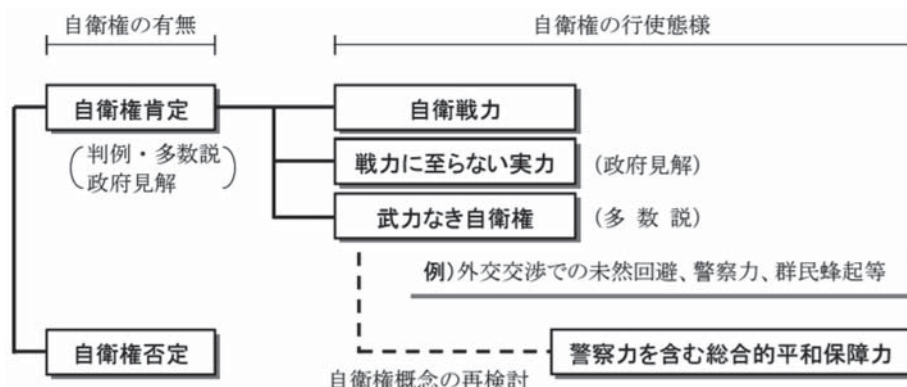 自衛権の有無
自衛権の行使態様
自衛権肯定
(判例・多数説
政府見解)
自衛戦力
戦力に至らない実力 (政府見解)
武力なき自衛権 (多 数 説)
例)外交交渉での未然回避、警察力、群民蜂起等
自衛権否定
警察力を含む総合的平和保障力
自衛権概念の再検討